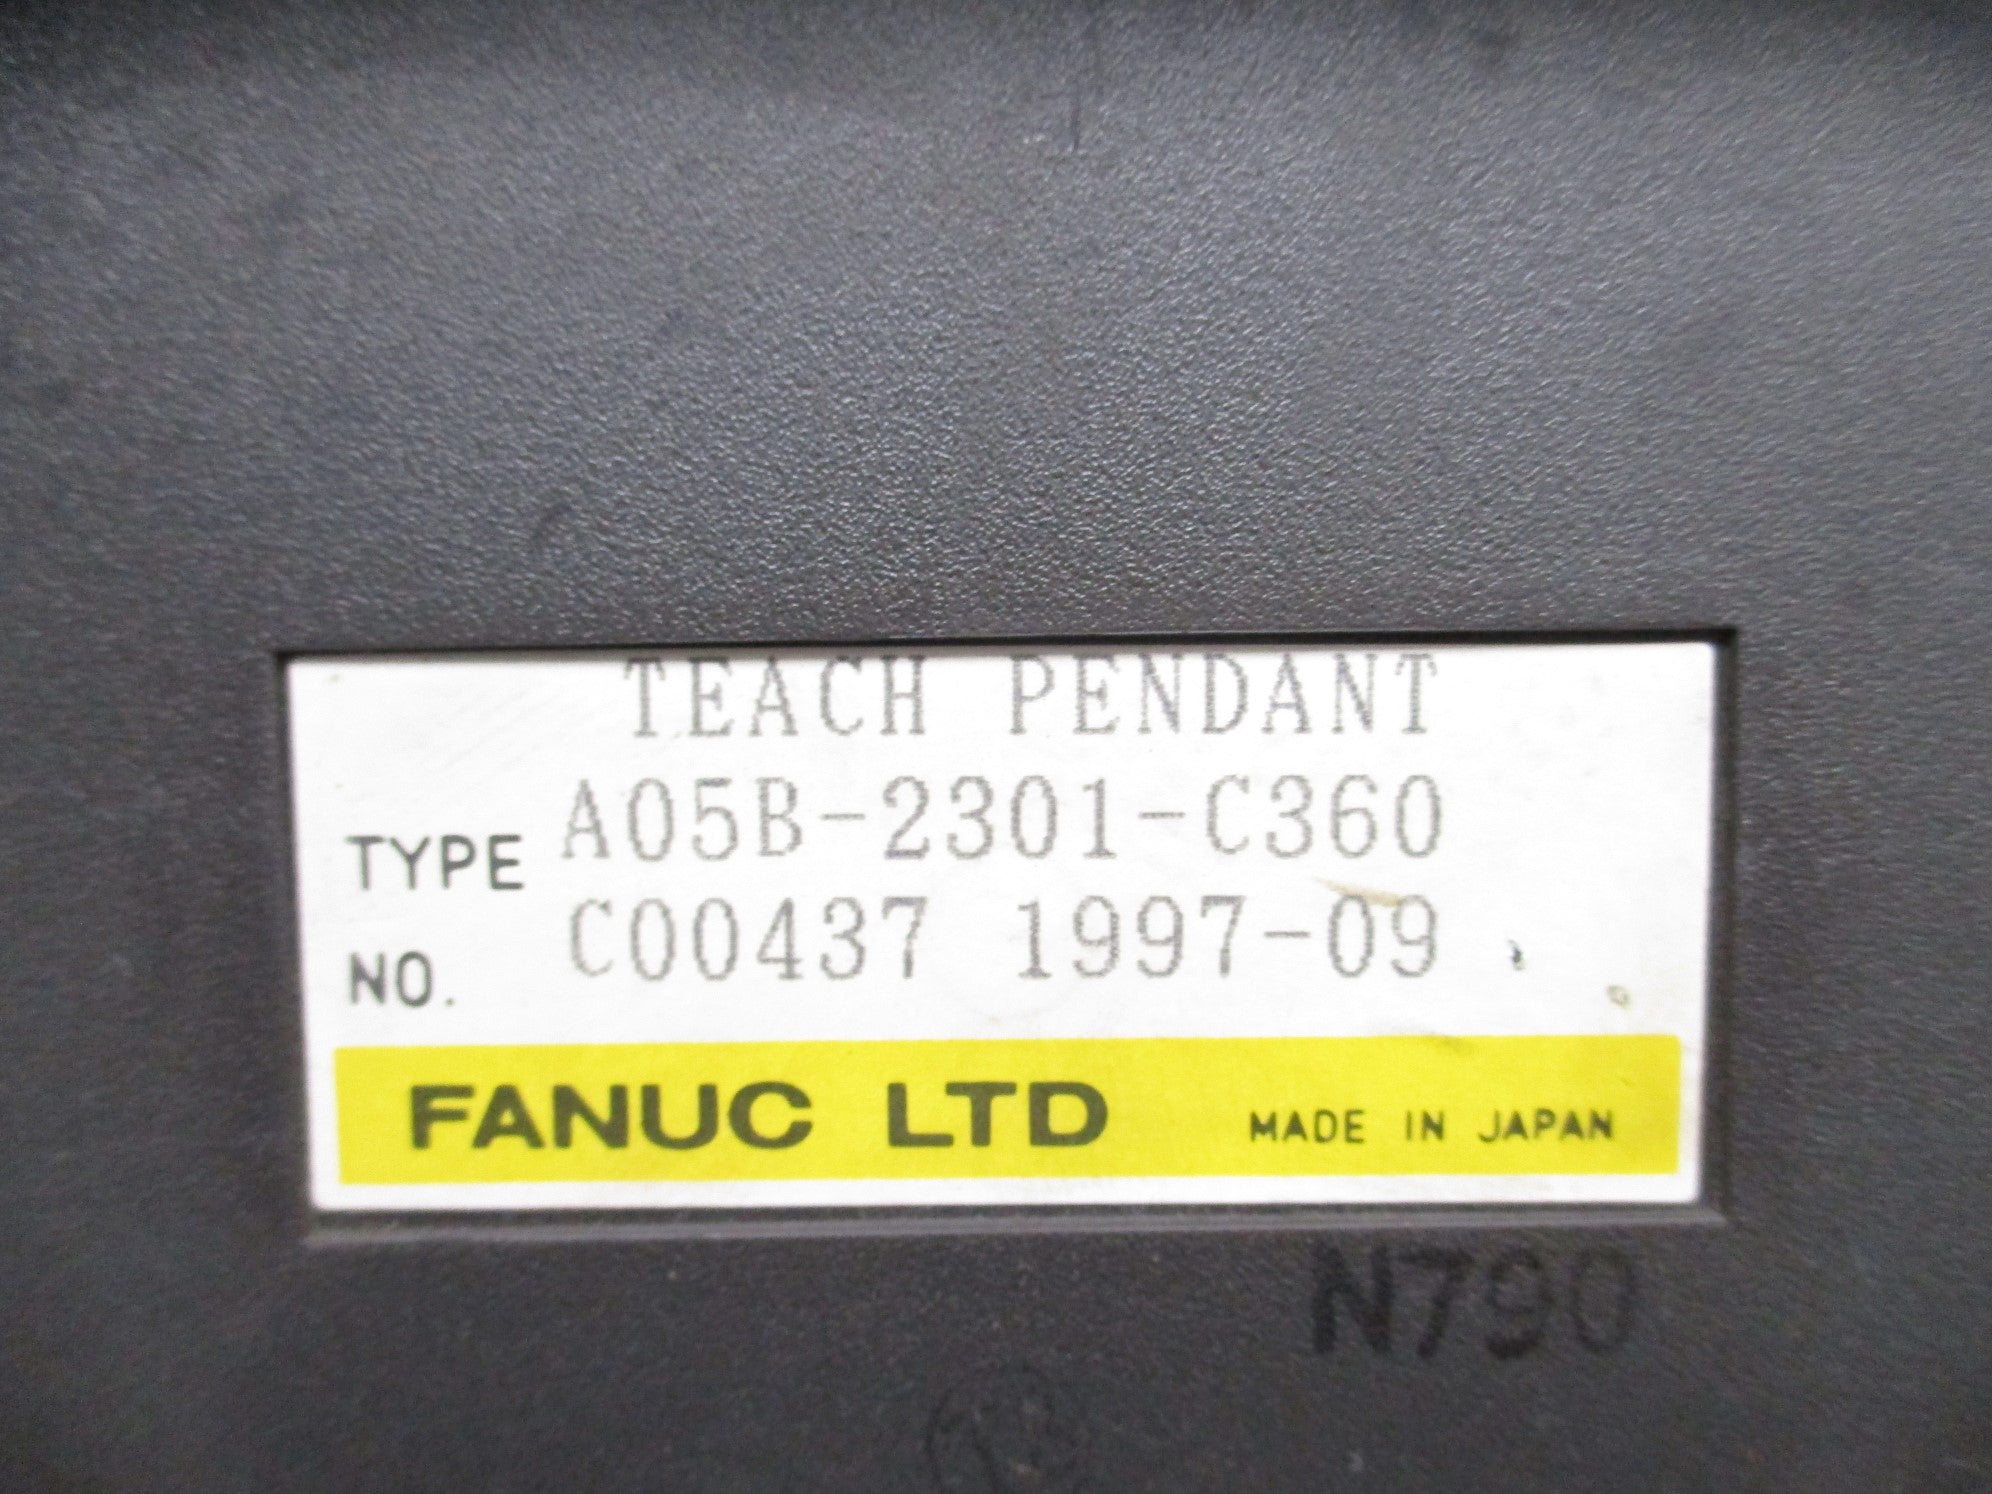 TEACH PENDANT
TYPE A05B-2301-C360
NO. C00437 1997-09
FANUC LTD MADE IN JAPAN
N790